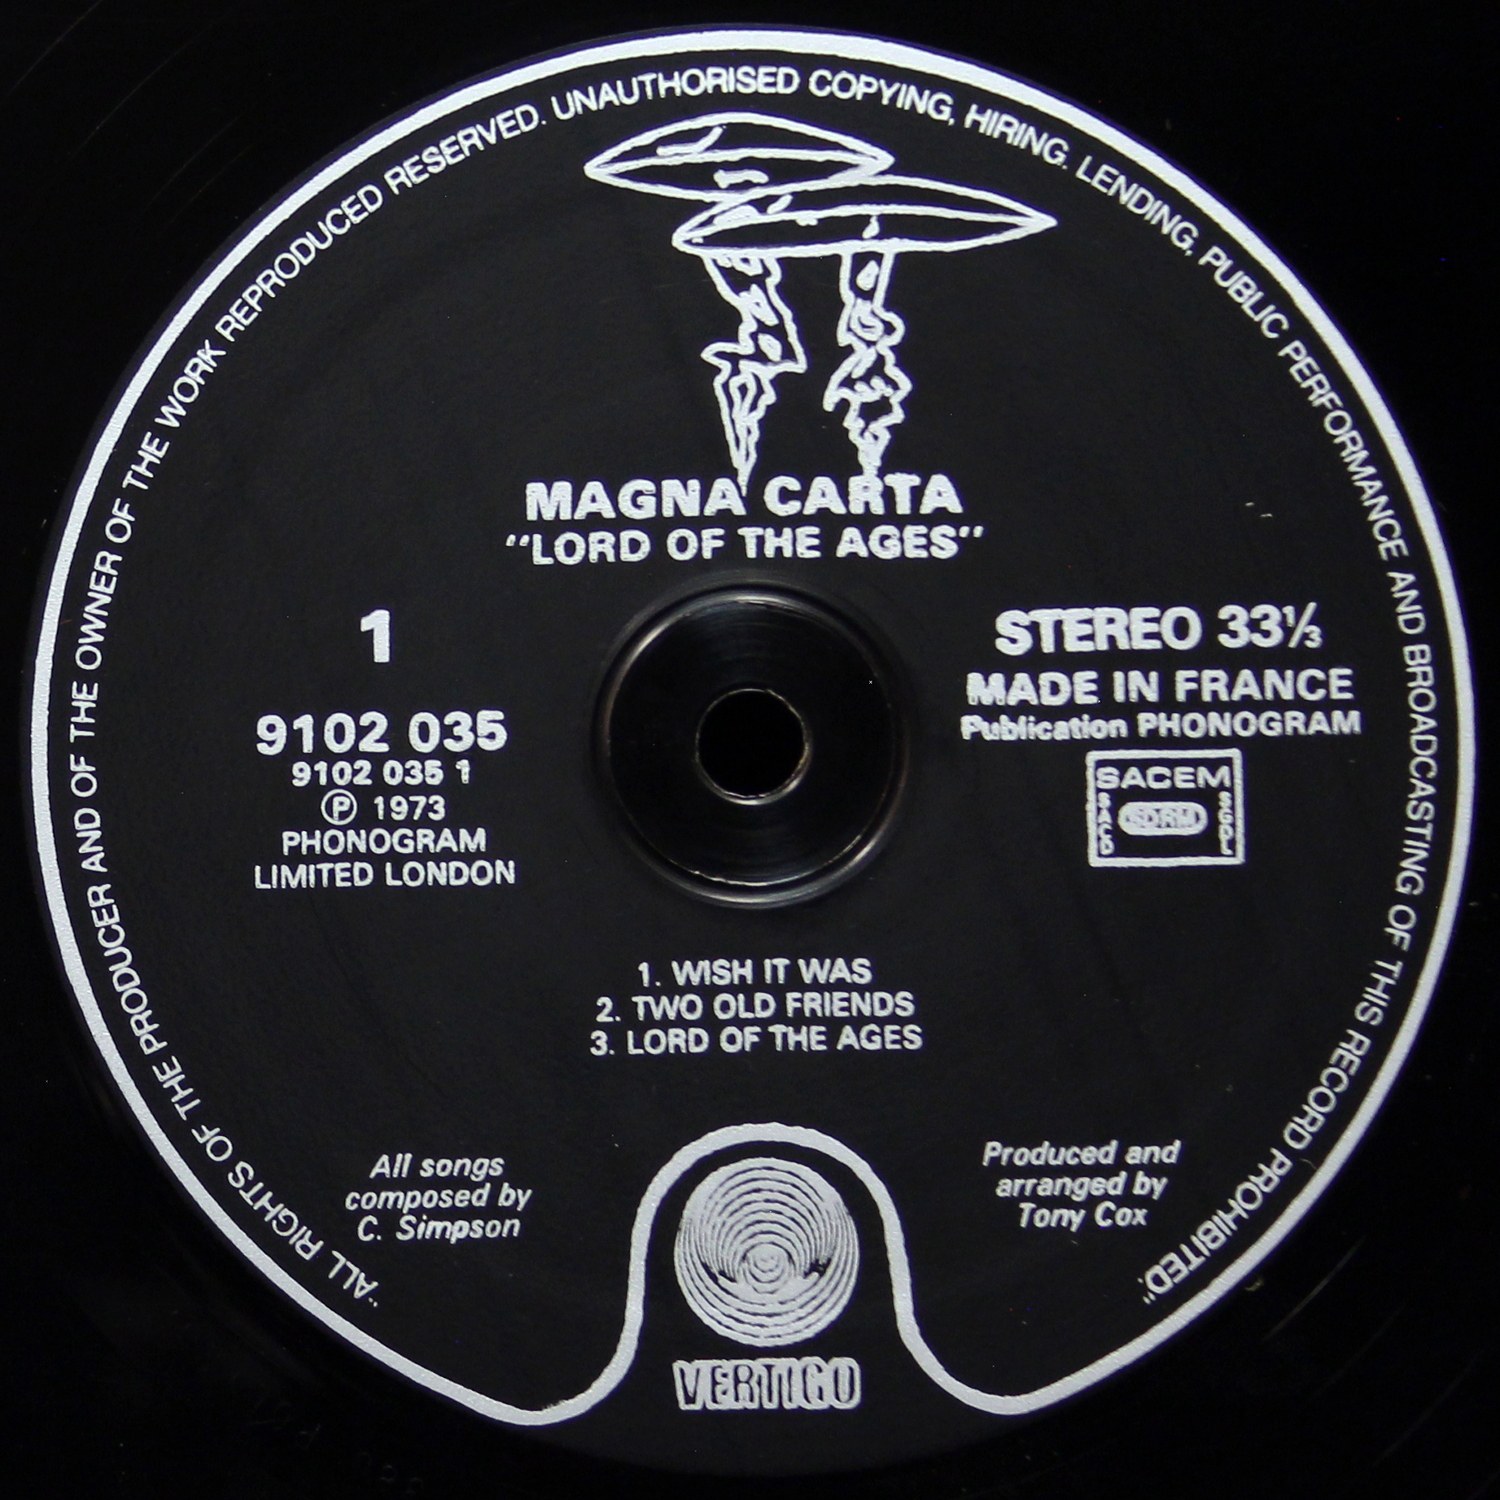 "ALL RIGHTS OF THE PRODUCER AND OF THE OWNER OF THE WORK REPRODUCED RESERVED. UNAUTHORISED COPYING, HIRING. LENDING, PUBLIC PERFORMANCE AND BROADCASTING OF THIS RECORD PROHIBITED."
MAGNA CARTA
"LORD OF THE AGES"
1
9102 035
9102 035 1
Ⓟ 1973
PHONOGRAM
LIMITED LONDON
STEREO 33⅓
MADE IN FRANCE
Publication PHONOGRAM
SACEM
SACD
SDRM
SGDL
1. WISH IT WAS
2. TWO OLD FRIENDS
3. LORD OF THE AGES
All songs
composed by
C. Simpson
Produced and
arranged by
Tony Cox
VERTIGO